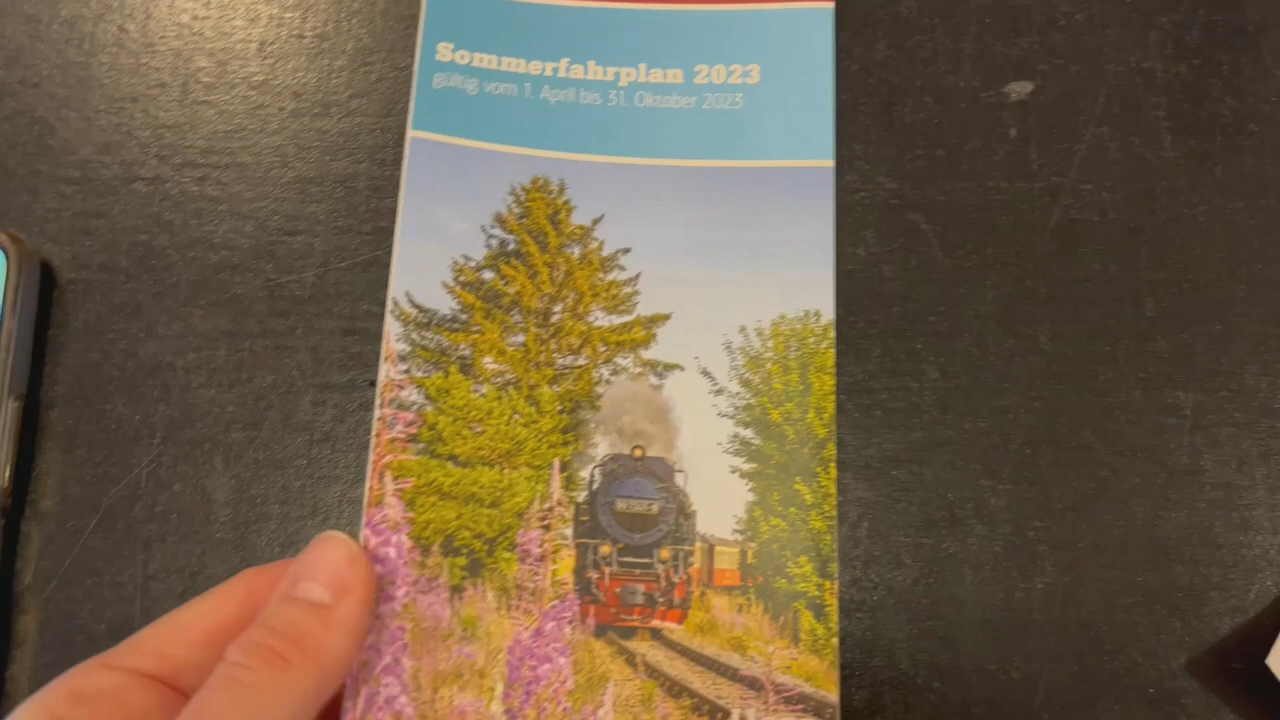 Sommerfahrplan 2023
gültig vom 1. April bis 31. Oktober 2023